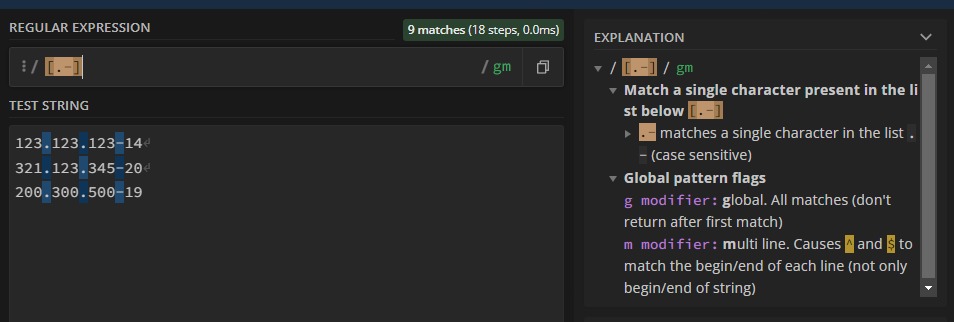 REGULAR EXPRESSION
9 matches (18 steps, 0.0ms)
/ [.-] / gm
TEST STRING
123.123.123-14
321.123.345-20
200.300.500-19
EXPLANATION
/ [.-] / gm
Match a single character present in the li
st below [.-]
.- matches a single character in the list .
- (case sensitive)
Global pattern flags
g modifier: global. All matches (don't
return after first match)
m modifier: multi line. Causes ^ and $ to
match the begin/end of each line (not only
begin/end of string)